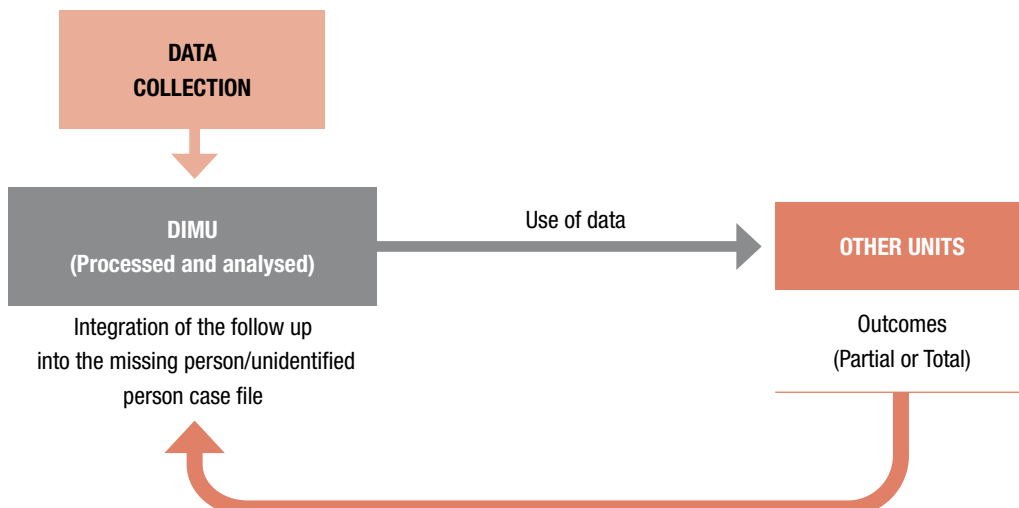 DATA
COLLECTION
DIMU
(Processed and analysed)
Integration of the follow up
into the missing person/unidentified
person case file
Use of data
OTHER UNITS
Outcomes
(Partial or Total)